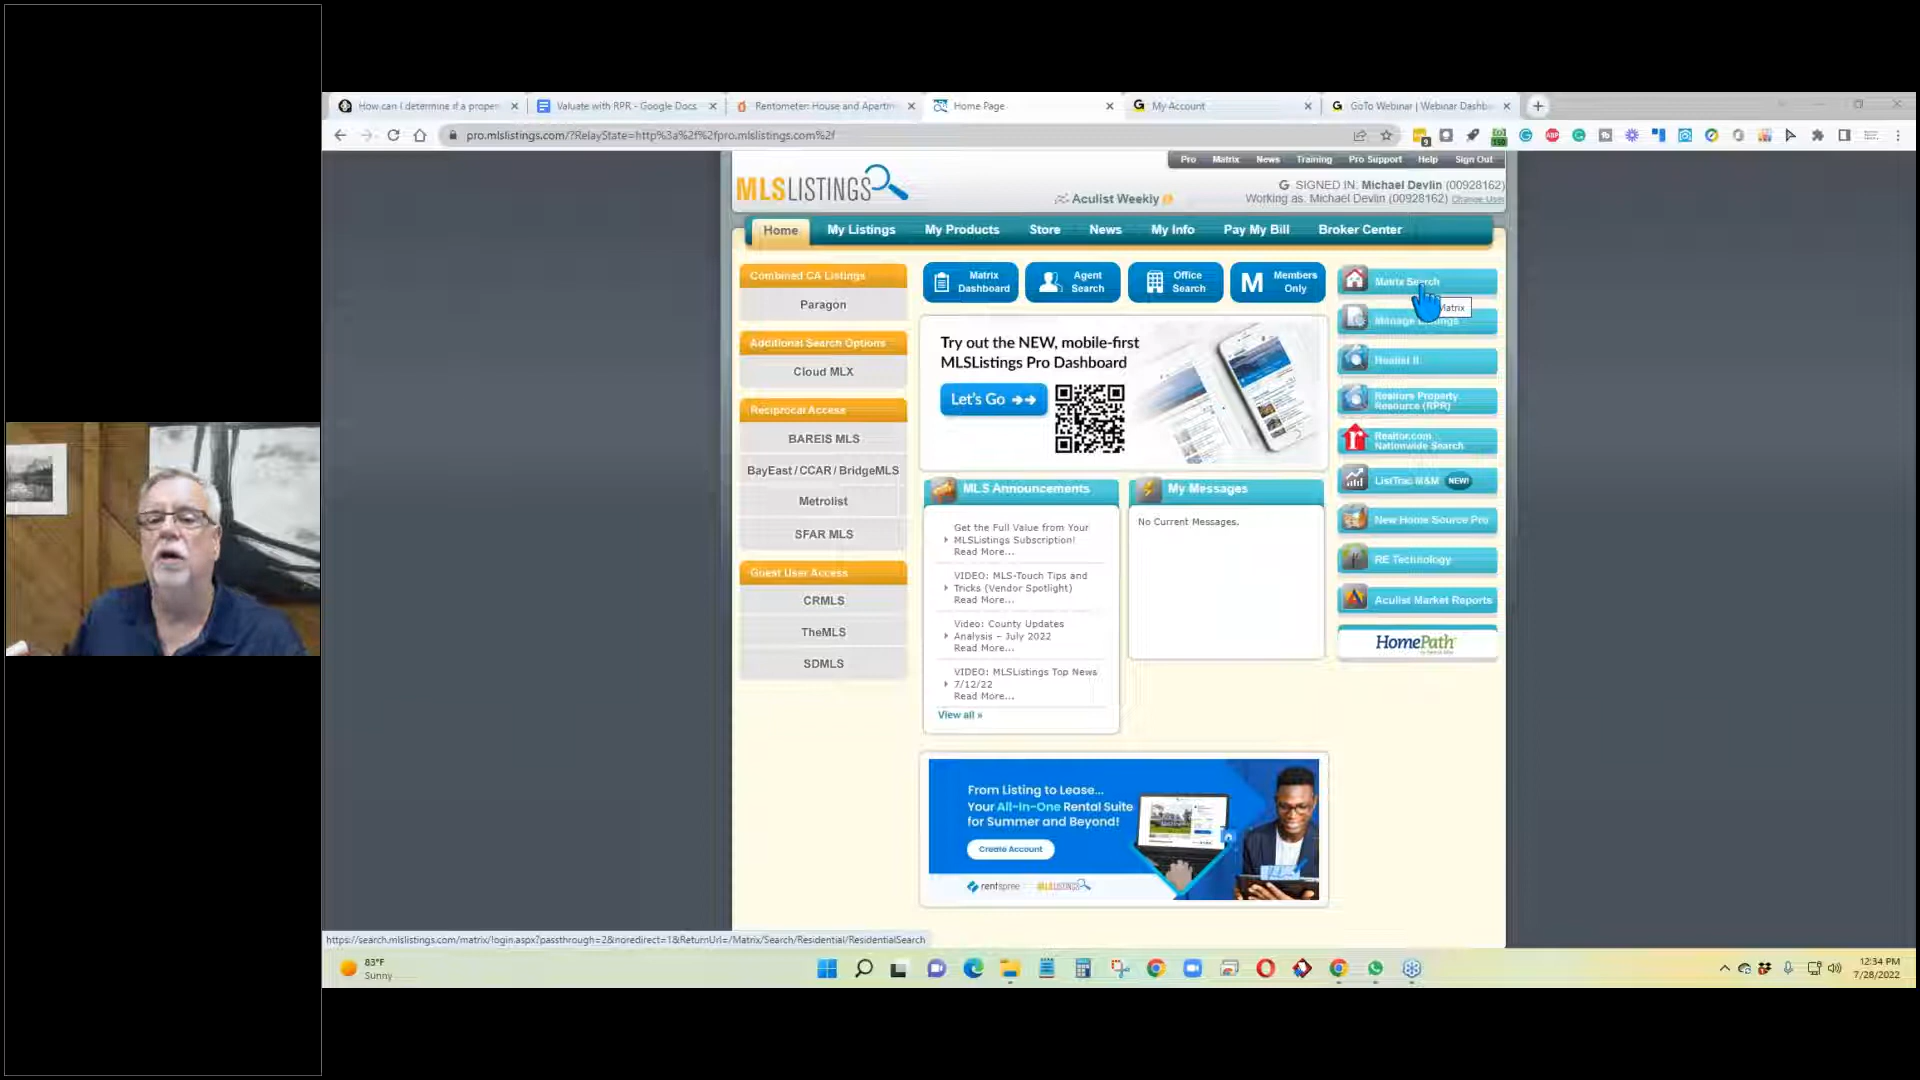 How can I determine if a proper
Valuate with RPR - Google Docs
Rentometer: House and Apartm
Home Page
My Account
GoTo Webinar | Webinar Dashb
pro.mlslistings.com/?RelayState=http%3a%2f%2fpro.mlslistings.com%2f
Pro
Matrix
News
Training
Pro Support
Help
Sign Out
MLSLISTINGS
Aculist Weekly
SIGNED IN: Michael Devlin (00928162)
Working as: Michael Devlin (00928162) Change User
Home
My Listings
My Products
Store
News
My Info
Pay My Bill
Broker Center
Combined CA Listings
Paragon
Additional Search Options
Cloud MLX
Reciprocal Access
BAREIS MLS
BayEast / CCAR / BridgeMLS
Metrolist
SFAR MLS
Guest User Access
CRMLS
TheMLS
SDMLS
Matrix
Dashboard
Agent
Search
Office
Search
M
Members
Only
Try out the NEW, mobile-first
MLSListings Pro Dashboard
Let's Go
MLS Announcements
Get the Full Value from Your
MLSListings Subscription!
Read More...
VIDEO: MLS-Touch Tips and
Tricks (Vendor Spotlight)
Read More...
Video: County Updates
Analysis – July 2022
Read More...
VIDEO: MLSListings Top News
7/12/22
Read More...
View all »
My Messages
No Current Messages.
Matrix Search
Matrix
Manage Listings
Realist II
Realtors Property
Resource (RPR)
Realtor.com
Nationwide Search
ListTrac M&M NEW!
New Home Source Pro
RE Technology
Aculist Market Reports
HomePath
From Listing to Lease...
Your All-In-One Rental Suite
for Summer and Beyond!
Create Account
rentspree
MLSLISTINGS
https://search.mlslistings.com/matrix/login.aspx?passthrough=2&noredirect=1&ReturnUrl=/Matrix/Search/Residential/ResidentialSearch
83°F
Sunny
12:34 PM
7/28/2022